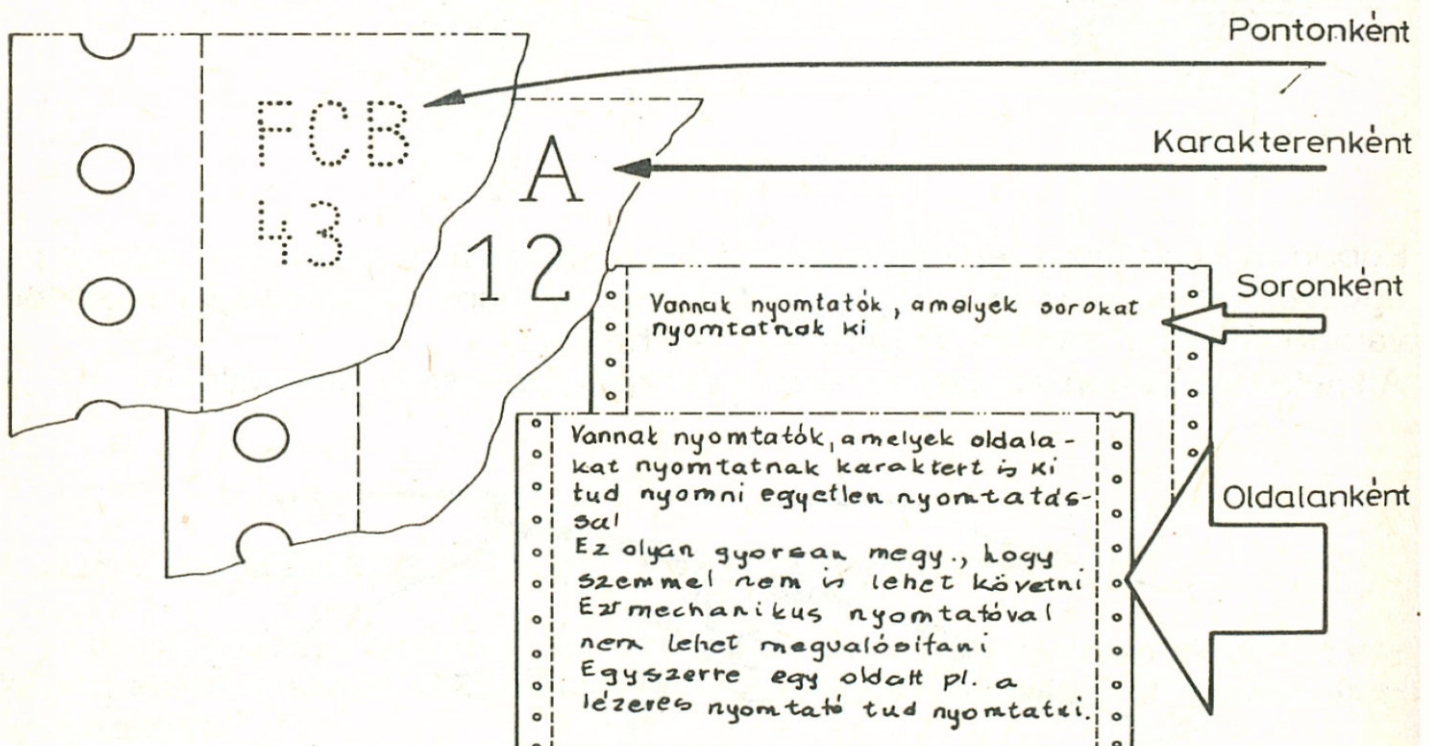 Pontonként
FCB
43
Karakterenként
A
12
Soronként
Vannak nyomtatók, amelyek sorokat
nyomtatnak ki
Oldalanként
Vannak nyomtatók, amelyek oldala-
kat nyomtatnak karaktert is ki
tud nyomni egyetlen nyomtatás-
sal
Ez olyan gyorsan megy., hogy
szemmel nem is lehet követni
Ezt mechanikus nyomtatóval
nem lehet megvalósítani
Egyszerre egy oldalt pl. a
lézeres nyomtató tud nyomtatni.